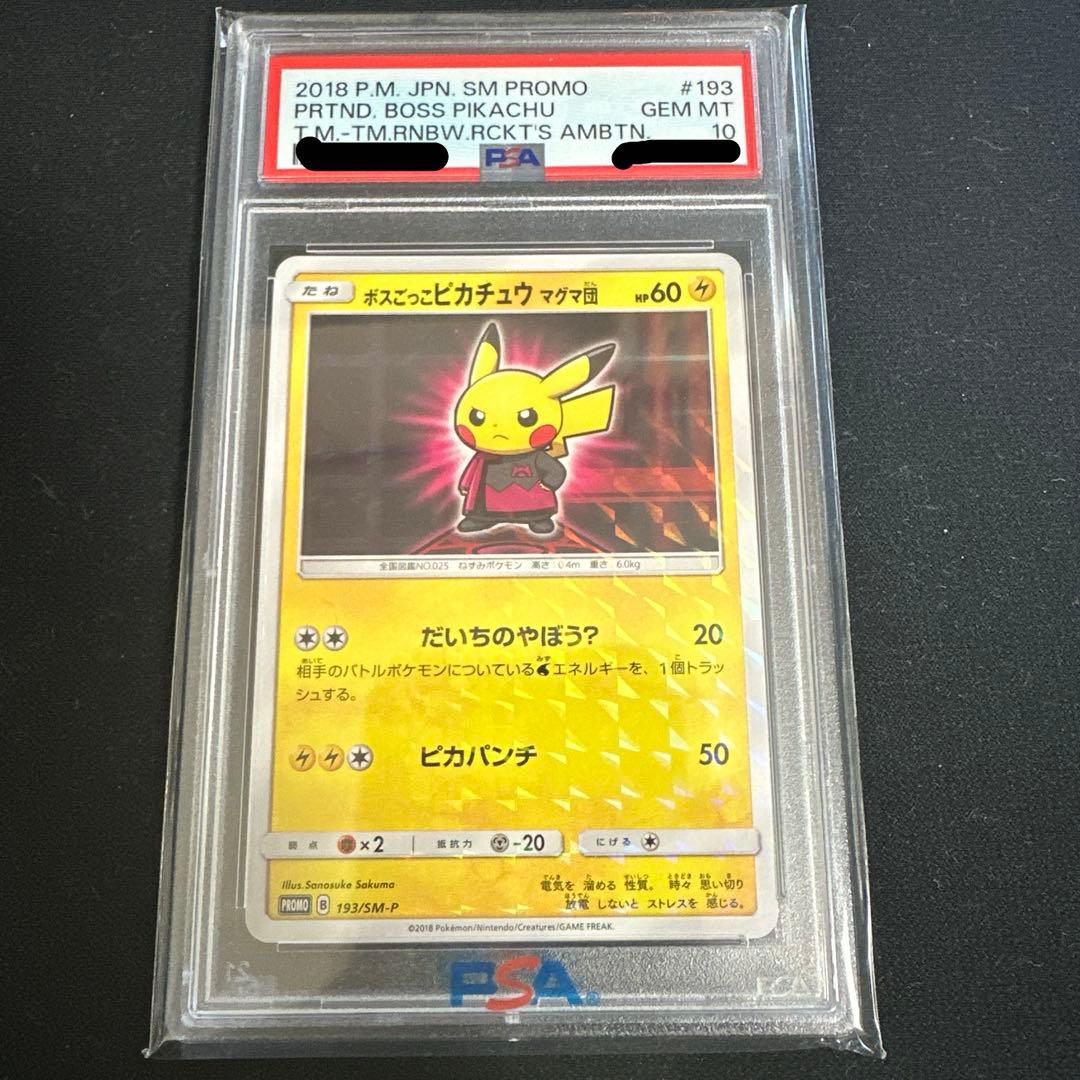 2018 P.M. JPN. SM PROMO #193
PRTND. BOSS PIKACHU GEM MT
T.M.-TM.RNBW.RCKT'S AMBTN. 10
PSA
たね ボスごっこピカチュウ マグマ団 HP60
全国図鑑NO.025 ねずみポケモン 高さ 0.4m 重さ 6.0kg
だいちのやぼう? 20
相手のバトルポケモンについているエネルギーを、1個トラッ
シュする。
ピカパンチ 50
弱点 ×2 抵抗力 -20 にげる
Illus.Sanosuke Sakuma
電気を 溜める 性質。 時々 思い切り
放電 しないと ストレスを 感じる。
PROMO B 193/SM-P
©2018 Pokémon/Nintendo/Creatures/GAME FREAK.
PSA